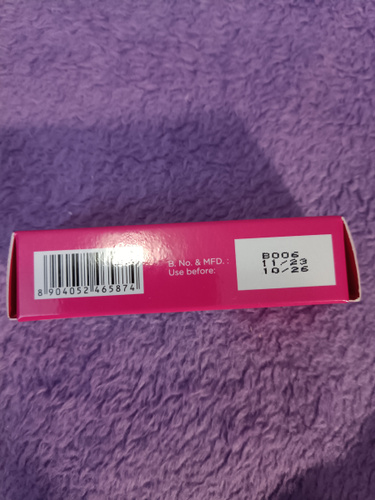 8 904052 465874
B. No. & MFD. :
Use before:
B006
11/23
10/26